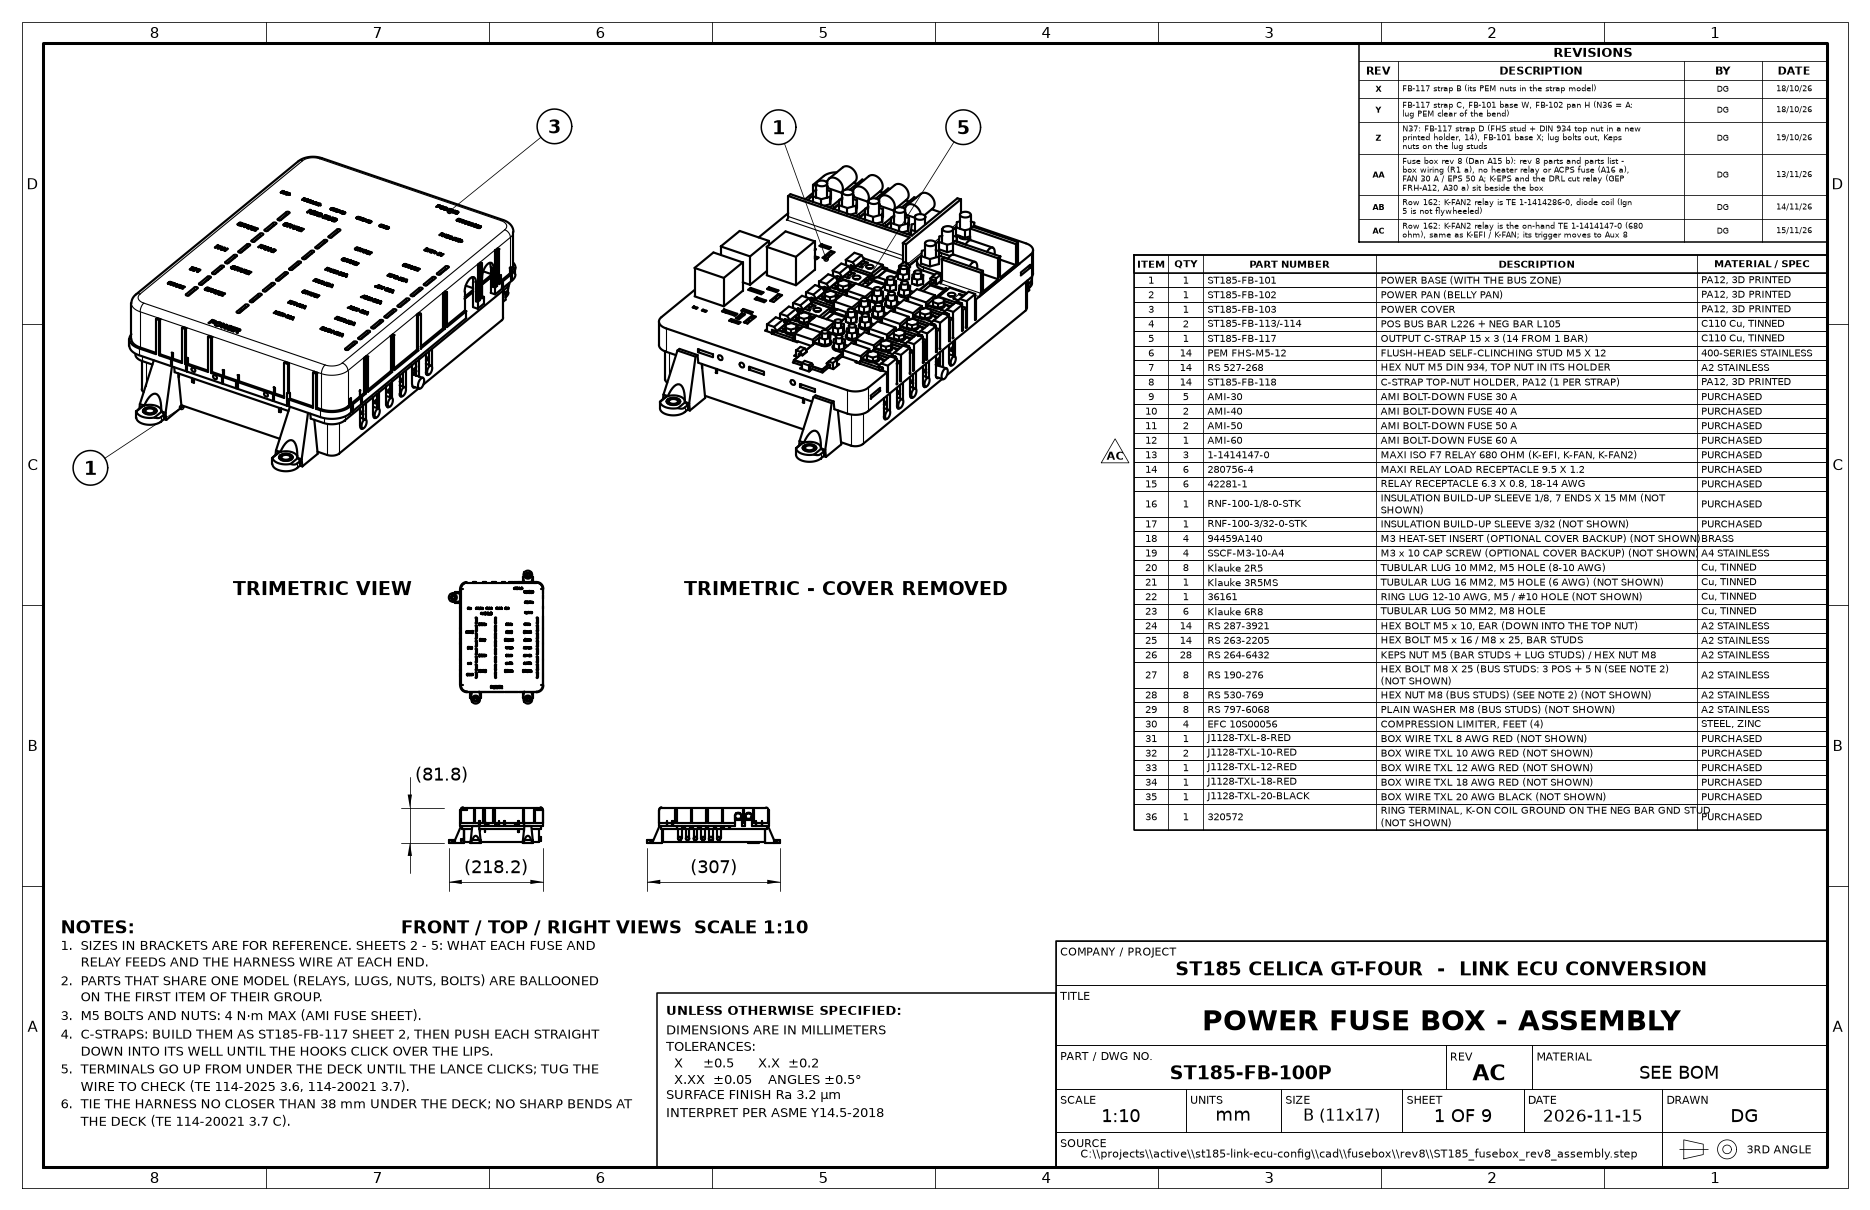 8 7 6 5 4 3 2 1
D C B A
D C B A
3
1
1
5
TRIMETRIC VIEW
TRIMETRIC - COVER REMOVED
(81.8)
(218.2)
(307)
FRONT / TOP / RIGHT VIEWS SCALE 1:10
REVISIONS
REV DESCRIPTION BY DATE
X FB-117 strap B (its PEM nuts in the strap model) DG 18/10/26
Y FB-117 strap C, FB-101 base W, FB-102 pan H (N36 = A;
lug PEM clear of the bend) DG 18/10/26
Z N37: FB-117 strap D (FHS stud + DIN 934 top nut in a new
printed holder, 14), FB-101 base X; lug bolts out, Keps
nuts on the lug studs DG 19/10/26
AA Fuse box rev 8 (Dan A15 b): rev 8 parts and parts list -
box wiring (R1 a), no heater relay or ACPS fuse (A16 a),
FAN 30 A / EPS 50 A; K-EPS and the DRL cut relay (GEP
FRH-A12, A30 a) sit beside the box DG 13/11/26
AB Row 162: K-FAN2 relay is TE 1-1414286-0, diode coil (Ign
5 is not flywheeled) DG 14/11/26
AC Row 162: K-FAN2 relay is the on-hand TE 1-1414147-0 (680
ohm), same as K-EFI / K-FAN; its trigger moves to Aux 8 DG 15/11/26
ITEM QTY PART NUMBER DESCRIPTION MATERIAL / SPEC
1 1 ST185-FB-101 POWER BASE (WITH THE BUS ZONE) PA12, 3D PRINTED
2 1 ST185-FB-102 POWER PAN (BELLY PAN) PA12, 3D PRINTED
3 1 ST185-FB-103 POWER COVER PA12, 3D PRINTED
4 2 ST185-FB-113/-114 POS BUS BAR L226 + NEG BAR L105 C110 Cu, TINNED
5 1 ST185-FB-117 OUTPUT C-STRAP 15 x 3 (14 FROM 1 BAR) C110 Cu, TINNED
6 14 PEM FHS-M5-12 FLUSH-HEAD SELF-CLINCHING STUD M5 X 12 400-SERIES STAINLESS
7 14 RS 527-268 HEX NUT M5 DIN 934, TOP NUT IN ITS HOLDER A2 STAINLESS
8 14 ST185-FB-118 C-STRAP TOP-NUT HOLDER, PA12 (1 PER STRAP) PA12, 3D PRINTED
9 5 AMI-30 AMI BOLT-DOWN FUSE 30 A PURCHASED
10 2 AMI-40 AMI BOLT-DOWN FUSE 40 A PURCHASED
11 2 AMI-50 AMI BOLT-DOWN FUSE 50 A PURCHASED
12 1 AMI-60 AMI BOLT-DOWN FUSE 60 A PURCHASED
AC
13 3 1-1414147-0 MAXI ISO F7 RELAY 680 OHM (K-EFI, K-FAN, K-FAN2) PURCHASED
14 6 280756-4 MAXI RELAY LOAD RECEPTACLE 9.5 X 1.2 PURCHASED
15 6 42281-1 RELAY RECEPTACLE 6.3 X 0.8, 18-14 AWG PURCHASED
16 1 RNF-100-1/8-0-STK INSULATION BUILD-UP SLEEVE 1/8, 7 ENDS X 15 MM (NOT
SHOWN) PURCHASED
17 1 RNF-100-3/32-0-STK INSULATION BUILD-UP SLEEVE 3/32 (NOT SHOWN) PURCHASED
18 4 94459A140 M3 HEAT-SET INSERT (OPTIONAL COVER BACKUP) (NOT SHOWN) BRASS
19 4 SSCF-M3-10-A4 M3 x 10 CAP SCREW (OPTIONAL COVER BACKUP) (NOT SHOWN) A4 STAINLESS
20 8 Klauke 2R5 TUBULAR LUG 10 MM2, M5 HOLE (8-10 AWG) Cu, TINNED
21 1 Klauke 3R5MS TUBULAR LUG 16 MM2, M5 HOLE (6 AWG) (NOT SHOWN) Cu, TINNED
22 1 36161 RING LUG 12-10 AWG, M5 / #10 HOLE (NOT SHOWN) Cu, TINNED
23 6 Klauke 6R8 TUBULAR LUG 50 MM2, M8 HOLE Cu, TINNED
24 14 RS 287-3921 HEX BOLT M5 x 10, EAR (DOWN INTO THE TOP NUT) A2 STAINLESS
25 14 RS 263-2205 HEX BOLT M5 x 16 / M8 x 25, BAR STUDS A2 STAINLESS
26 28 RS 264-6432 KEPS NUT M5 (BAR STUDS + LUG STUDS) / HEX NUT M8 A2 STAINLESS
27 8 RS 190-276 HEX BOLT M8 X 25 (BUS STUDS: 3 POS + 5 N (SEE NOTE 2)
(NOT SHOWN) A2 STAINLESS
28 8 RS 530-769 HEX NUT M8 (BUS STUDS) (SEE NOTE 2) (NOT SHOWN) A2 STAINLESS
29 8 RS 797-6068 PLAIN WASHER M8 (BUS STUDS) (NOT SHOWN) A2 STAINLESS
30 4 EFC 10S00056 COMPRESSION LIMITER, FEET (4) STEEL, ZINC
31 1 J1128-TXL-8-RED BOX WIRE TXL 8 AWG RED (NOT SHOWN) PURCHASED
32 2 J1128-TXL-10-RED BOX WIRE TXL 10 AWG RED (NOT SHOWN) PURCHASED
33 1 J1128-TXL-12-RED BOX WIRE TXL 12 AWG RED (NOT SHOWN) PURCHASED
34 1 J1128-TXL-18-RED BOX WIRE TXL 18 AWG RED (NOT SHOWN) PURCHASED
35 1 J1128-TXL-20-BLACK BOX WIRE TXL 20 AWG BLACK (NOT SHOWN) PURCHASED
36 1 320572 RING TERMINAL, K-ON COIL GROUND ON THE NEG BAR GND STUD
(NOT SHOWN) PURCHASED
NOTES:
1. SIZES IN BRACKETS ARE FOR REFERENCE. SHEETS 2 - 5: WHAT EACH FUSE AND
RELAY FEEDS AND THE HARNESS WIRE AT EACH END.
2. PARTS THAT SHARE ONE MODEL (RELAYS, LUGS, NUTS, BOLTS) ARE BALLOONED
ON THE FIRST ITEM OF THEIR GROUP.
3. M5 BOLTS AND NUTS: 4 N·m MAX (AMI FUSE SHEET).
4. C-STRAPS: BUILD THEM AS ST185-FB-117 SHEET 2, THEN PUSH EACH STRAIGHT
DOWN INTO ITS WELL UNTIL THE HOOKS CLICK OVER THE LIPS.
5. TERMINALS GO UP FROM UNDER THE DECK UNTIL THE LANCE CLICKS; TUG THE
WIRE TO CHECK (TE 114-2025 3.6, 114-20021 3.7).
6. TIE THE HARNESS NO CLOSER THAN 38 mm UNDER THE DECK; NO SHARP BENDS AT
THE DECK (TE 114-20021 3.7 C).
UNLESS OTHERWISE SPECIFIED:
DIMENSIONS ARE IN MILLIMETERS
TOLERANCES:
X ±0.5 X.X ±0.2
X.XX ±0.05 ANGLES ±0.5°
SURFACE FINISH Ra 3.2 µm
INTERPRET PER ASME Y14.5-2018
COMPANY / PROJECT
ST185 CELICA GT-FOUR - LINK ECU CONVERSION
TITLE
POWER FUSE BOX - ASSEMBLY
PART / DWG NO. REV MATERIAL
ST185-FB-100P AC SEE BOM
SCALE UNITS SIZE SHEET DATE DRAWN
1:10 mm B (11x17) 1 OF 9 2026-11-15 DG
SOURCE
C:\\projects\\active\\st185-link-ecu-config\\cad\\fusebox\\rev8\\ST185_fusebox_rev8_assembly.step
3RD ANGLE
8 7 6 5 4 3 2 1